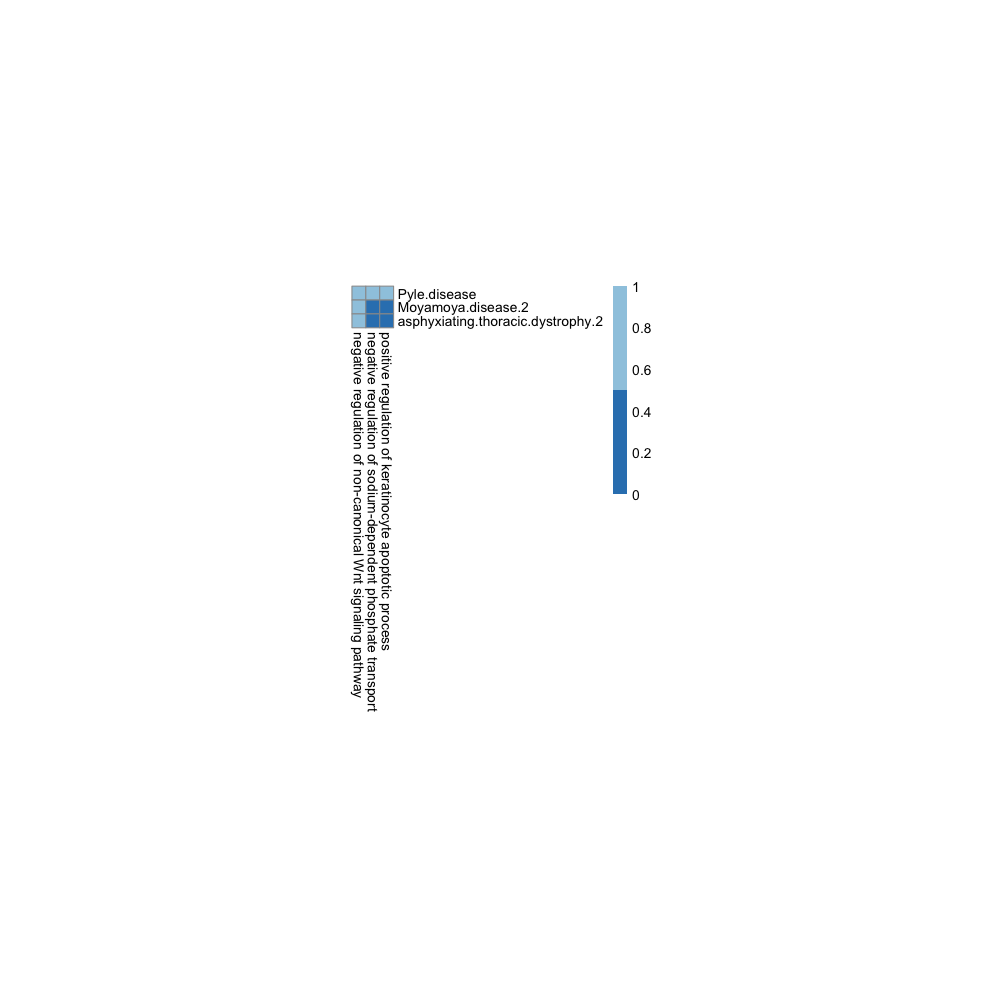 Pyle.disease
Moyamoya.disease.2
asphyxiating.thoracic.dystrophy.2
negative regulation of non-canonical Wnt signaling pathway
negative regulation of sodium-dependent phosphate transport
positive regulation of keratinocyte apoptotic process
1
0.8
0.6
0.4
0.2
0